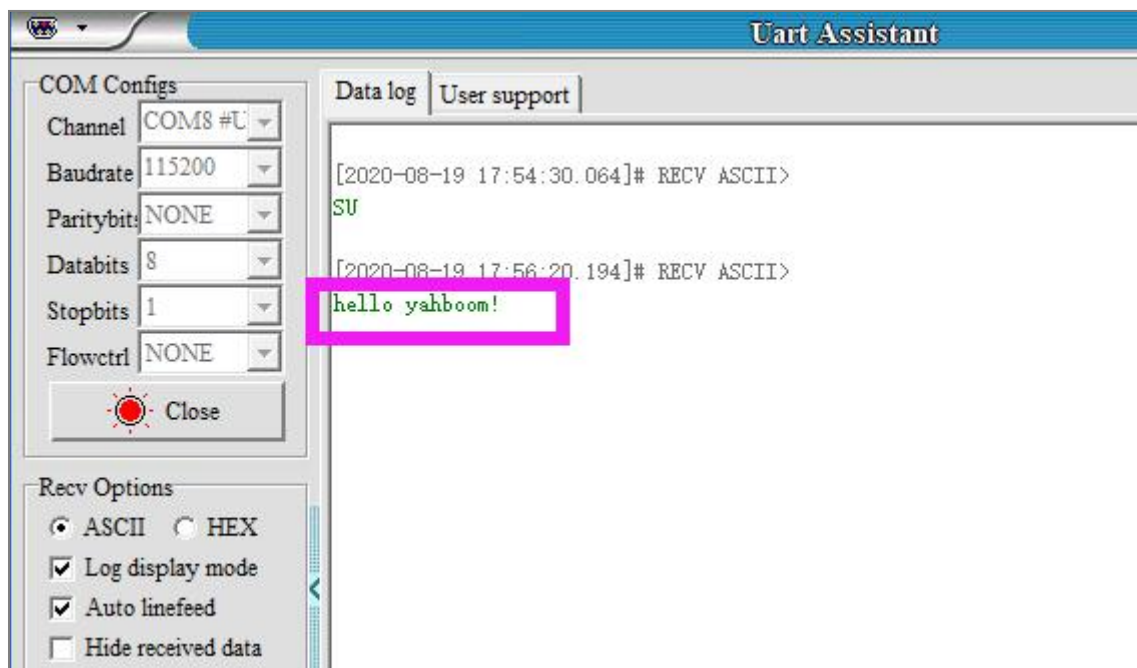 Uart Assistant
COM Configs
Channel COM8 #U
Baudrate 115200
Paritybit: NONE
Databits 8
Stopbits 1
Flowctrl NONE
Close
Recv Options
ASCII HEX
Log display mode
Auto linefeed
Hide received data
Data log User support
[2020-08-19 17:54:30.064]# RECV ASCII>
SU
[2020-08-19 17:56:20.194]# RECV ASCII>
hello yahboom!